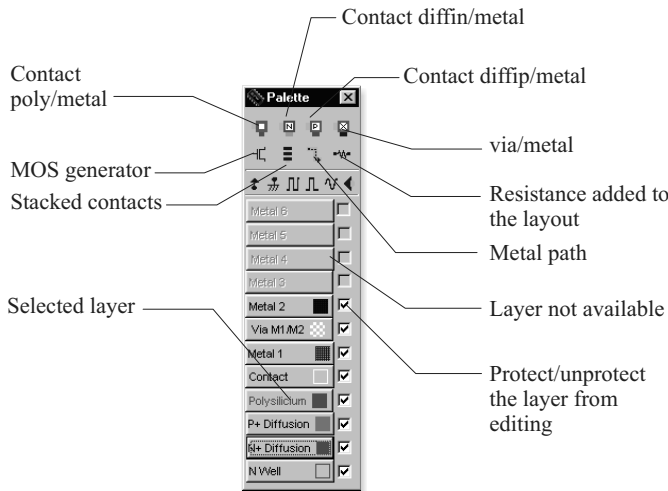 Contact diffin/metal
Contact
poly/metal
Contact diffip/metal
Palette
N
P
via/metal
MOS generator
Stacked contacts
Resistance added to
the layout
Metal path
Metal 6
Metal 5
Metal 4
Metal 3
Layer not available
Selected layer
Metal 2
Via M1/M2
Metal 1
Contact
Protect/unprotect
the layer from
editing
Polysilicium
P+ Diffusion
N+ Diffusion
N Well